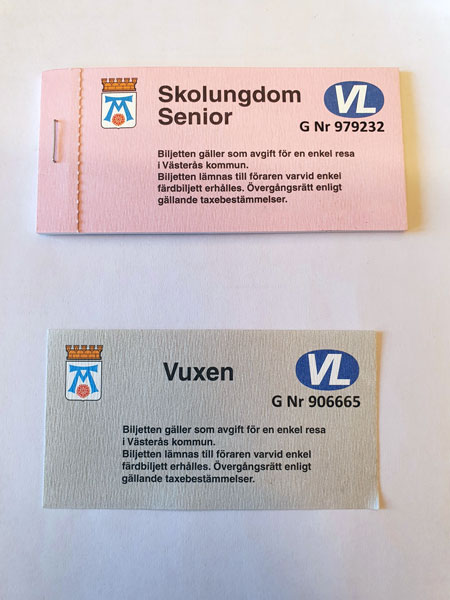 Skolungdom
Senior
VL
G Nr 979232
Biljetten gäller som avgift för en enkel resa
i Västerås kommun.
Biljetten lämnas till föraren varvid enkel
färdbiljett erhålles. Övergångsrätt enligt
gällande taxebestämmelser.
Vuxen
VL
G Nr 906665
Biljetten gäller som avgift för en enkel resa
i Västerås kommun.
Biljetten lämnas till föraren varvid enkel
färdbiljett erhålles. Övergångsrätt enligt
gällande taxebestämmelser.